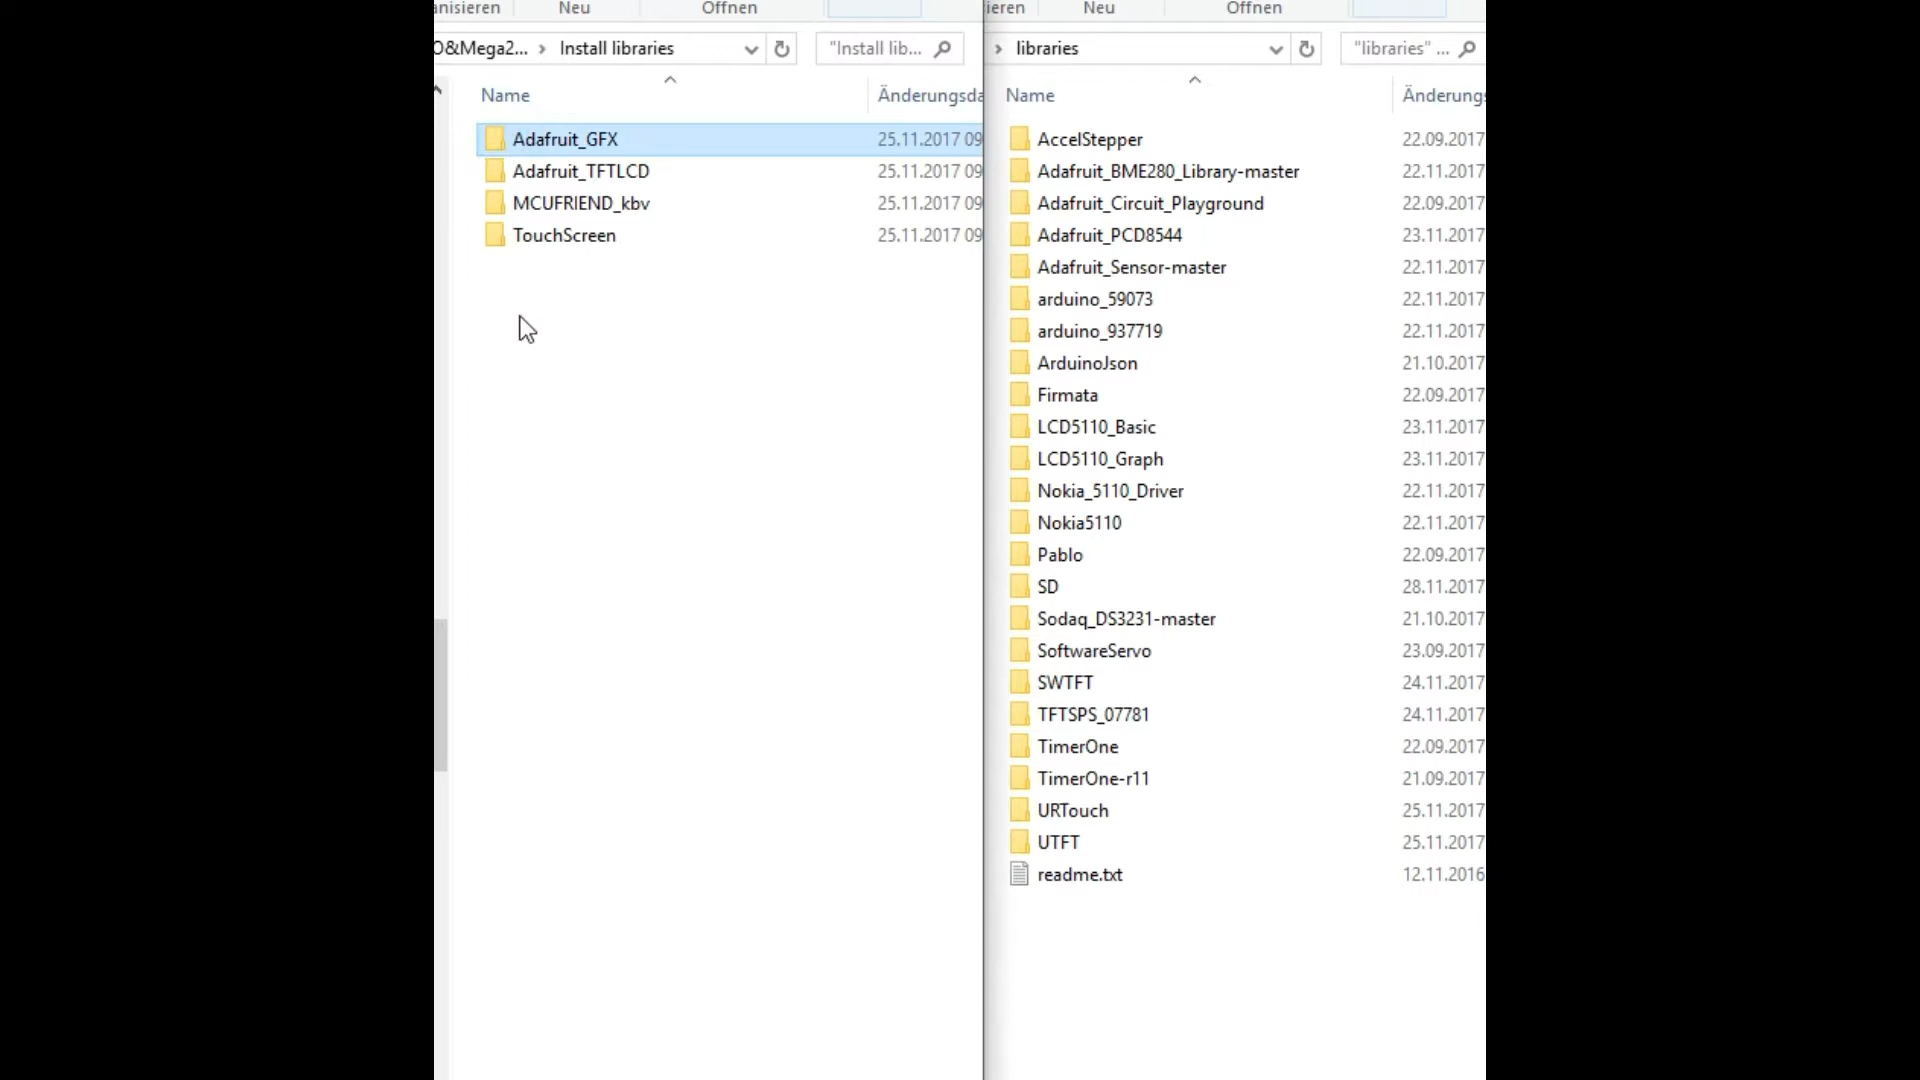 anisieren Neu Öffnen
O&Mega2... > Install libraries "Install lib...
Name Änderungsda
Adafruit_GFX 25.11.2017 09
Adafruit_TFTLCD 25.11.2017 09
MCUFRIEND_kbv 25.11.2017 09
TouchScreen 25.11.2017 09
ieren Neu Öffnen
> libraries "libraries" ...
Name Änderungs
AccelStepper 22.09.2017
Adafruit_BME280_Library-master 22.11.2017
Adafruit_Circuit_Playground 22.09.2017
Adafruit_PCD8544 23.11.2017
Adafruit_Sensor-master 22.11.2017
arduino_59073 22.11.2017
arduino_937719 22.11.2017
ArduinoJson 21.10.2017
Firmata 22.09.2017
LCD5110_Basic 23.11.2017
LCD5110_Graph 23.11.2017
Nokia_5110_Driver 22.11.2017
Nokia5110 22.11.2017
Pablo 22.09.2017
SD 28.11.2017
Sodaq_DS3231-master 21.10.2017
SoftwareServo 23.09.2017
SWTFT 24.11.2017
TFTSPS_07781 24.11.2017
TimerOne 22.09.2017
TimerOne-r11 21.09.2017
URTouch 25.11.2017
UTFT 25.11.2017
readme.txt 12.11.2016